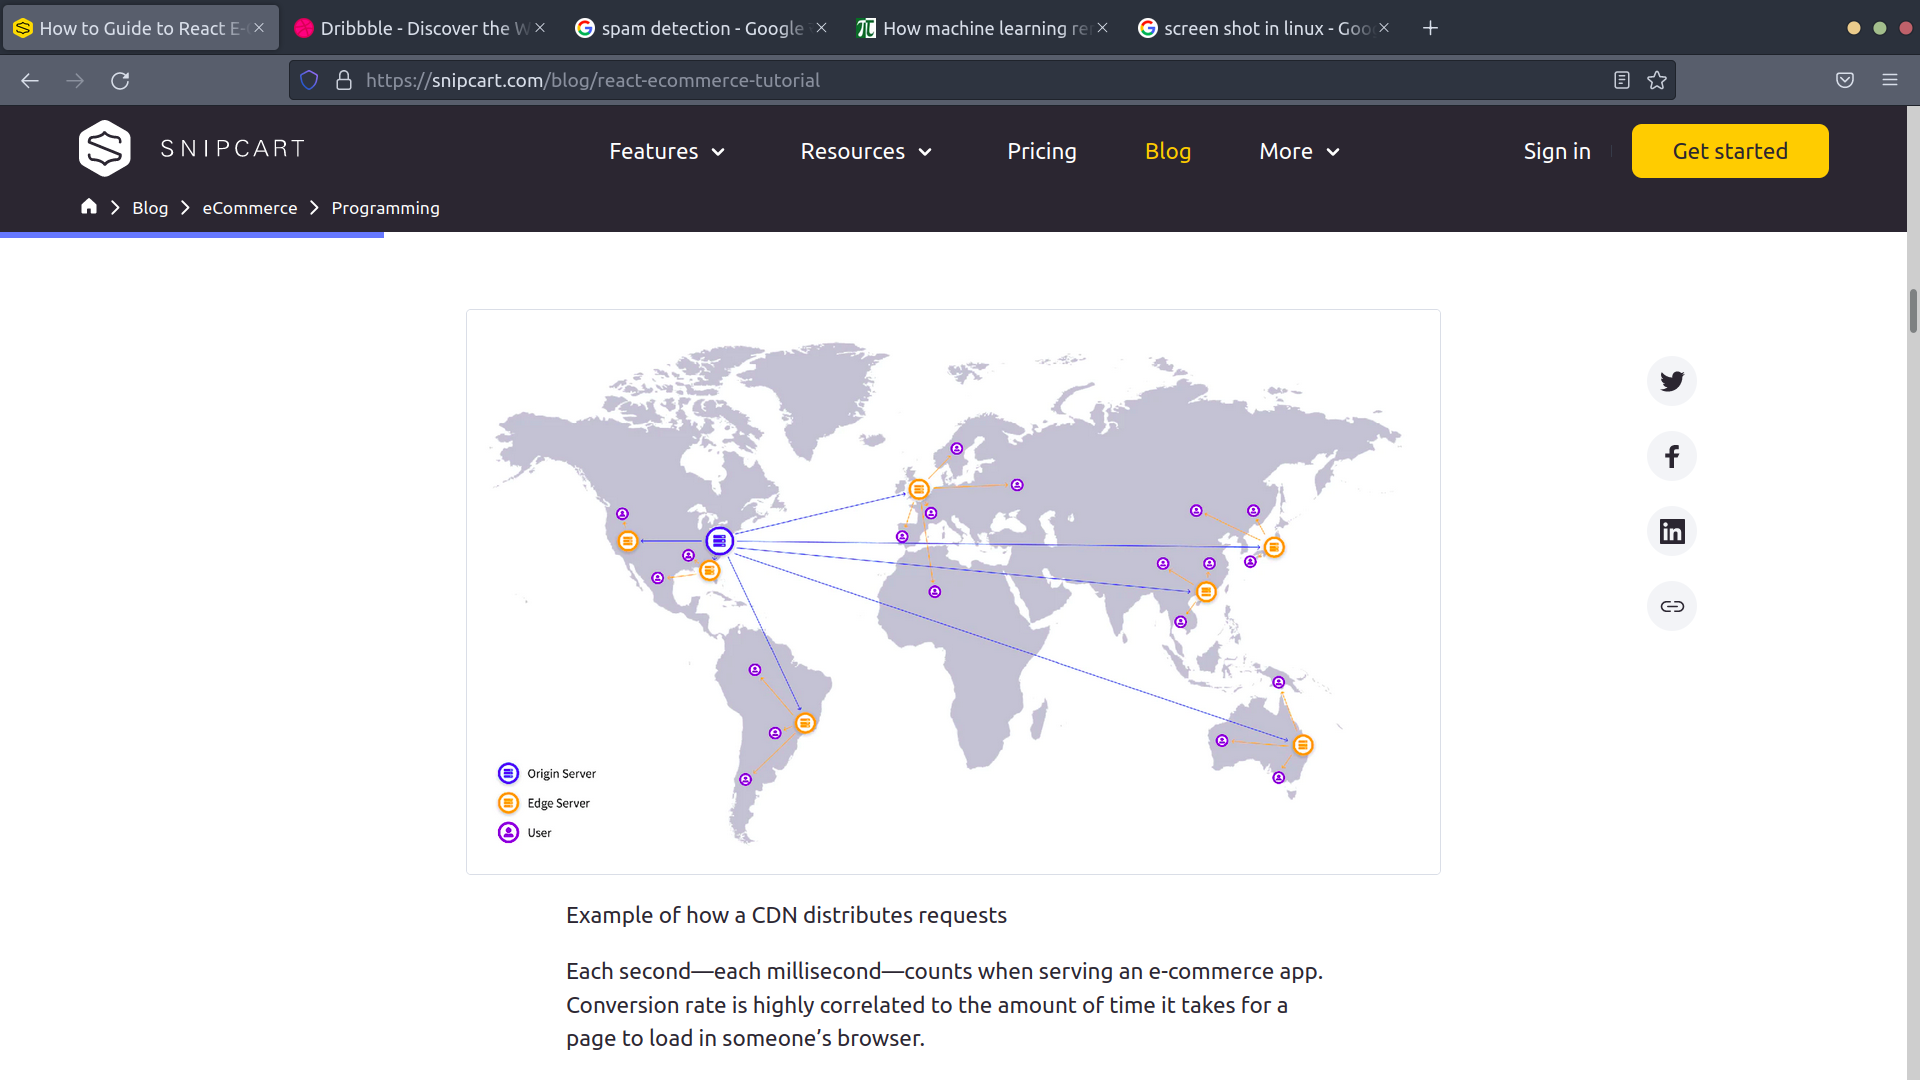 How to Guide to React E-
Dribbble - Discover the W
spam detection - Google
How machine learning re
screen shot in linux - Goo
https://snipcart.com/blog/react-ecommerce-tutorial
SNIPCART
Features
Resources
Pricing
Blog
More
Sign in
Get started
Blog
eCommerce
Programming
Origin Server
Edge Server
User
Example of how a CDN distributes requests
Each second—each millisecond—counts when serving an e-commerce app.
Conversion rate is highly correlated to the amount of time it takes for a
page to load in someone’s browser.